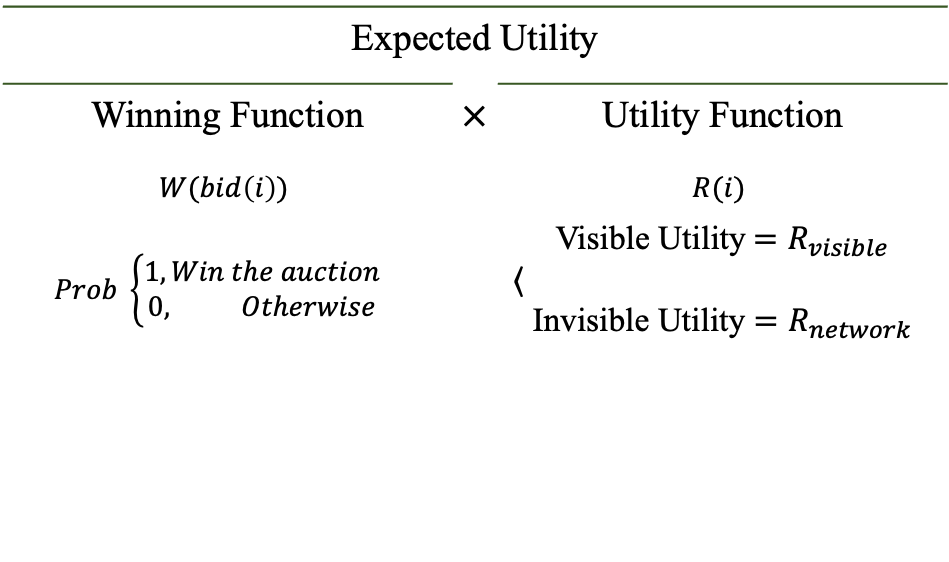 Expected Utility
Winning Function × Utility Function
W(bid(i)) R(i)
Visible Utility = R_visible
Prob {1, Win the auction
0, Otherwise
⟨
Invisible Utility = R_network